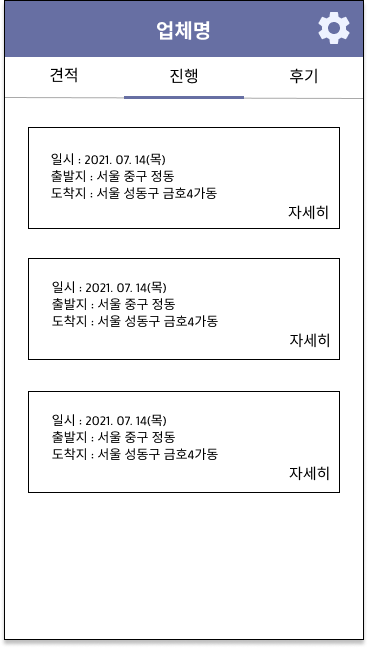 업체명
견적 진행 후기
일시 : 2021. 07. 14(목)
출발지 : 서울 중구 정동
도착지 : 서울 성동구 금호4가동
자세히
일시 : 2021. 07. 14(목)
출발지 : 서울 중구 정동
도착지 : 서울 성동구 금호4가동
자세히
일시 : 2021. 07. 14(목)
출발지 : 서울 중구 정동
도착지 : 서울 성동구 금호4가동
자세히